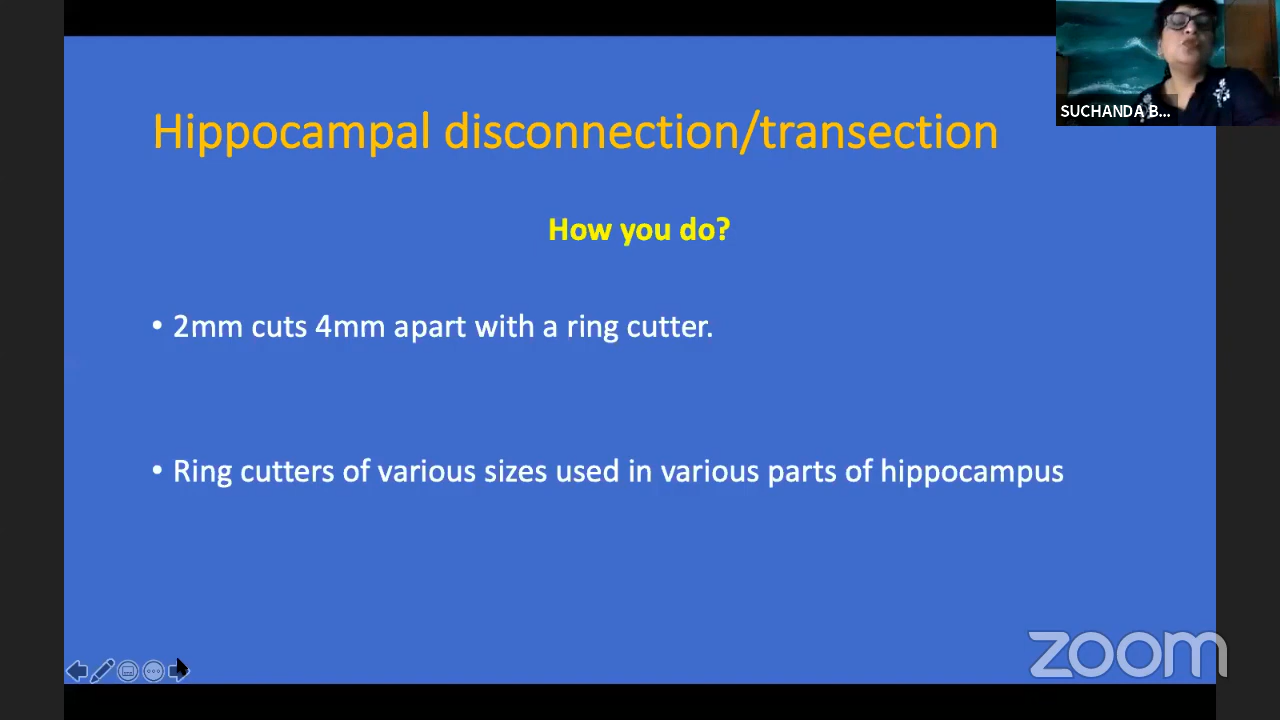 SUCHANDA B...
Hippocampal disconnection/transection
How you do?
• 2mm cuts 4mm apart with a ring cutter.
• Ring cutters of various sizes used in various parts of hippocampus
zoom